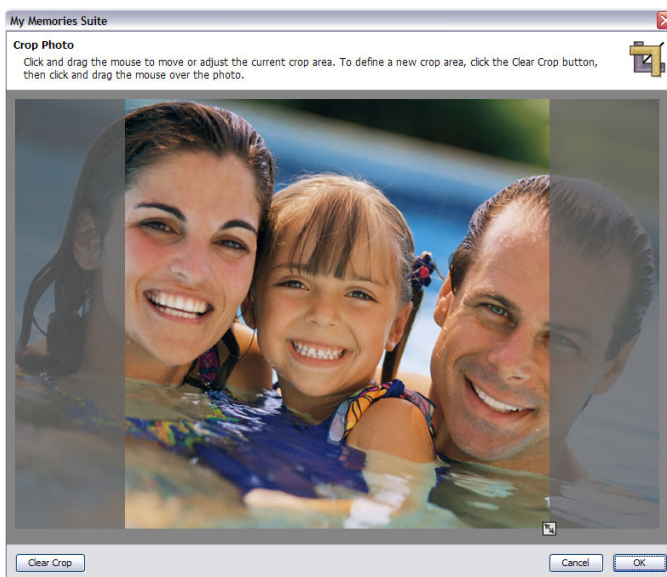 My Memories Suite
Crop Photo
Click and drag the mouse to move or adjust the current crop area. To define a new crop area, click the Clear Crop button,
then click and drag the mouse over the photo.
Clear Crop
Cancel
OK